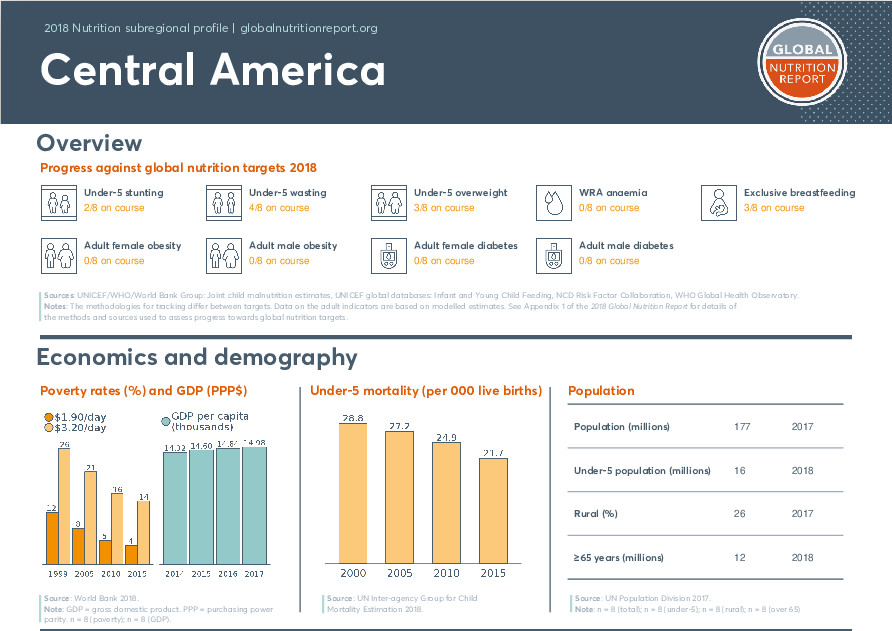 2018 Nutrition subregional profile | globalnutritionreport.org
Central America
GLOBAL
NUTRITION
REPORT
Overview
Progress against global nutrition targets 2018
Under-5 stunting
2/8 on course
Under-5 wasting
4/8 on course
Under-5 overweight
3/8 on course
WRA anaemia
0/8 on course
Exclusive breastfeeding
3/8 on course
Adult female obesity
0/8 on course
Adult male obesity
0/8 on course
Adult female diabetes
0/8 on course
Adult male diabetes
0/8 on course
Sources: UNICEF/WHO/World Bank Group: Joint child malnutrition estimates; UNICEF global databases: Infant and Young Child Feeding, NCD Risk Factor Collaboration, WHO Global Health Observatory.
Notes: The methodologies for tracking differ between targets. Data on the adult indicators are based on modelled estimates. See Appendix 1 of the 2018 Global Nutrition Report for details of
the methods and sources used to assess progress towards global nutrition targets.
Economics and demography
Poverty rates (%) and GDP (PPP$)
$1.90/day
$3.20/day
GDP per capita
(thousands)
26
21
16
14
12
8
5
4
14.60
14.84
14.98
1999 2005 2010 2015
2014 2015 2016 2017
Source: World Bank 2018.
Note: GDP = gross domestic product. PPP = purchasing power
parity. n = 8 (poverty); n = 8 (GDP).
Under-5 mortality (per 000 live births)
28.8
27.2
24.9
21.7
2000 2005 2010 2015
Source: UN Inter-agency Group for Child
Mortality Estimation 2018.
Population
Population (millions) 177 2017
Under-5 population (millions) 16 2018
Rural (%) 26 2017
≥65 years (millions) 12 2018
Source: UN Population Division 2017.
Note: n = 8 (total); n = 8 (under-5); n = 8 (rural); n = 8 (over 65)